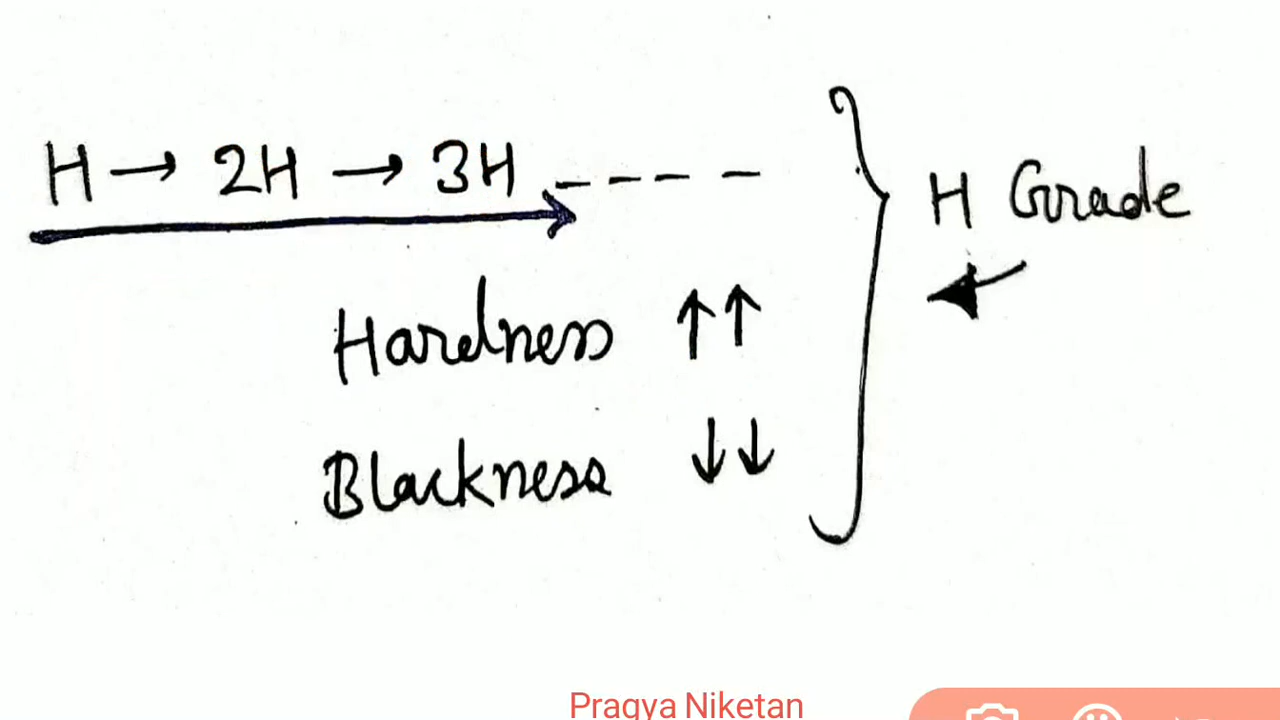 H → 2H → 3H - - - -
H Grade
Hardness ↑↑
Blackness ↓↓
Pragya Niketan